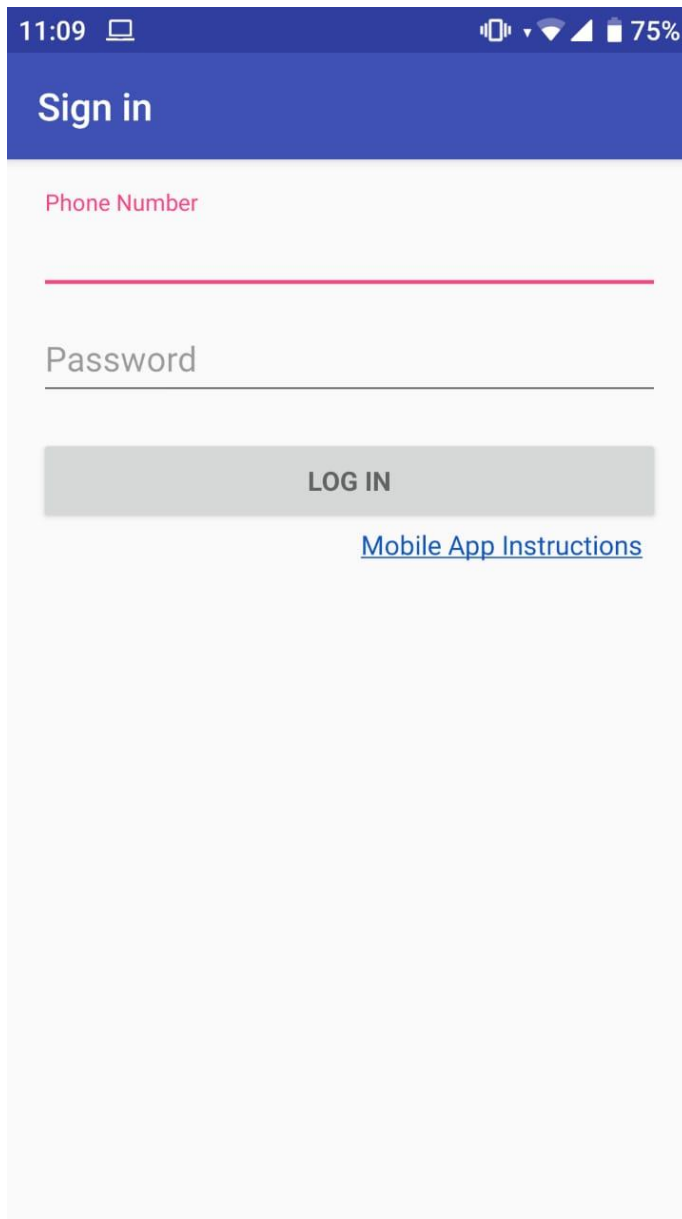 11:09 75%
Sign in
Phone Number
Password
LOG IN
Mobile App Instructions